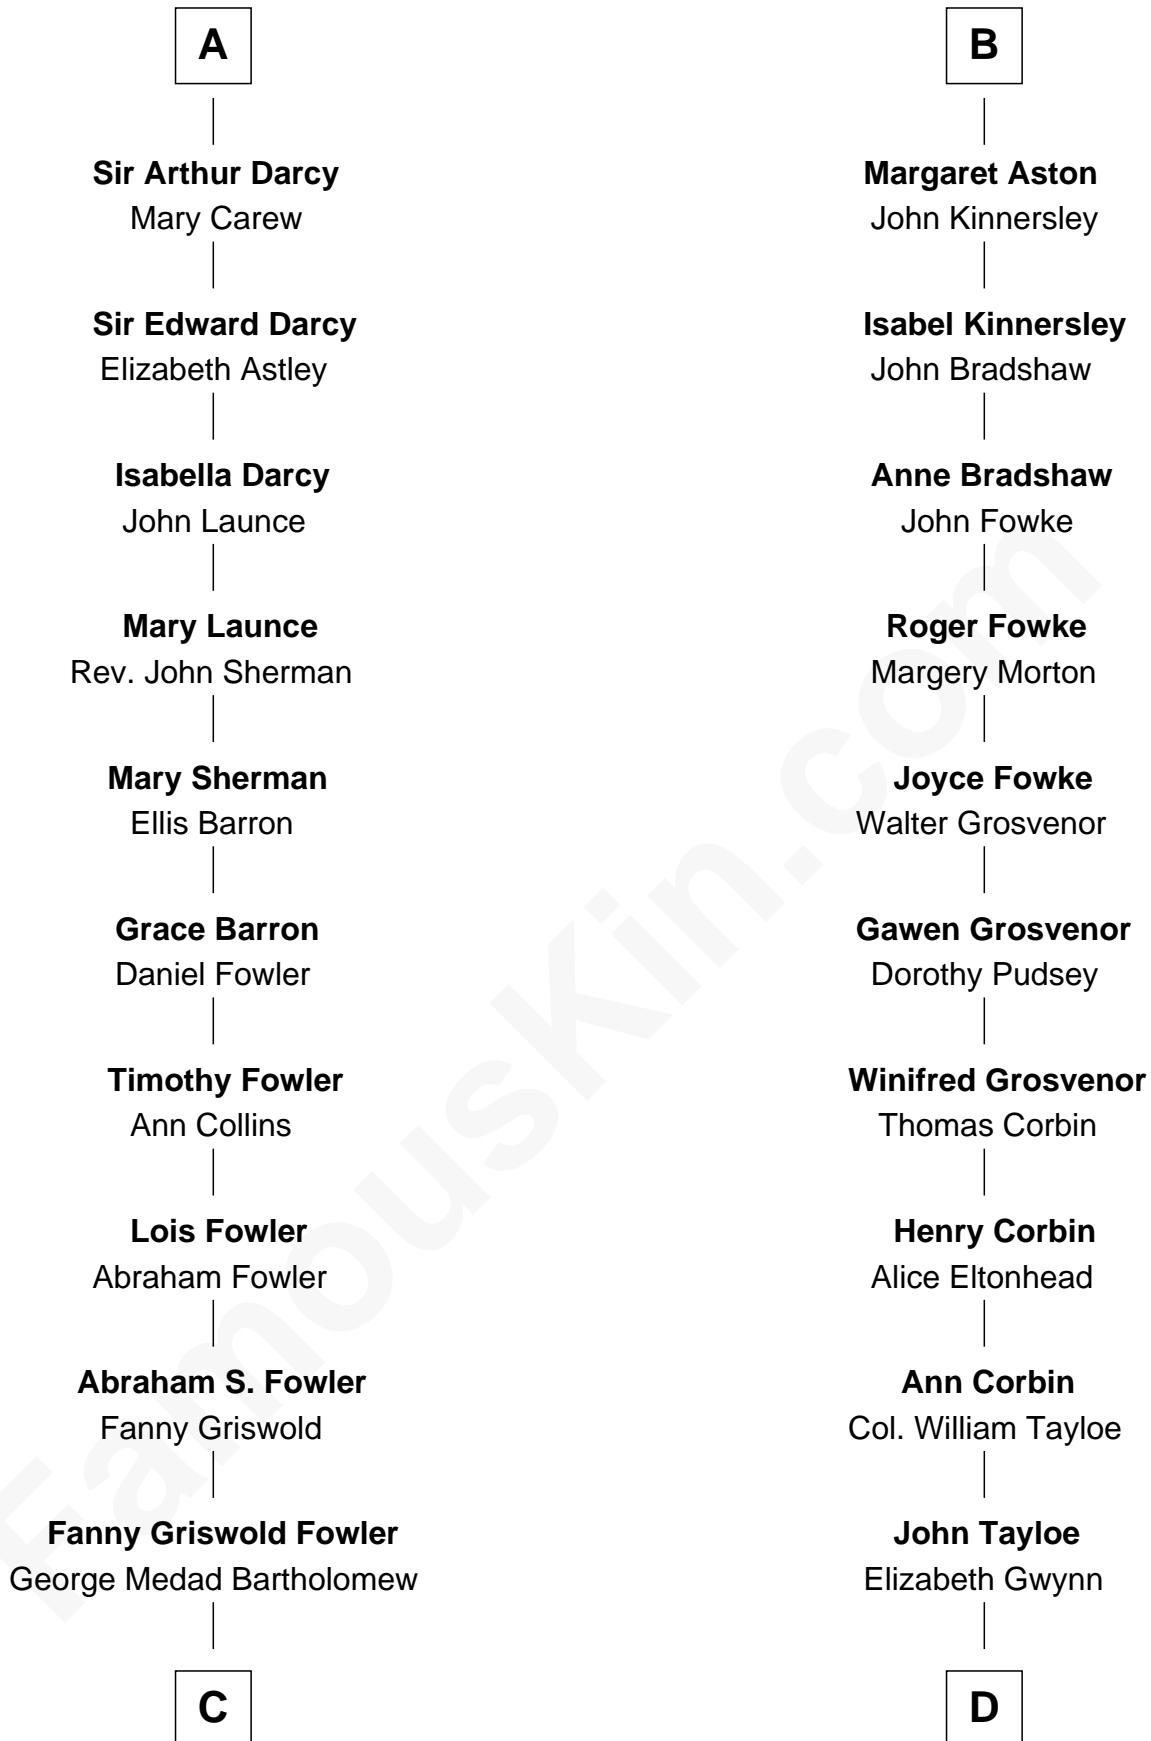 A
Sir Arthur Darcy
Mary Carew
Sir Edward Darcy
Elizabeth Astley
Isabella Darcy
John Launce
Mary Launce
Rev. John Sherman
Mary Sherman
Ellis Barron
Grace Barron
Daniel Fowler
Timothy Fowler
Ann Collins
Lois Fowler
Abraham Fowler
Abraham S. Fowler
Fanny Griswold
Fanny Griswold Fowler
George Medad Bartholomew
C
B
Margaret Aston
John Kinnersley
Isabel Kinnersley
John Bradshaw
Anne Bradshaw
John Fowke
Roger Fowke
Margery Morton
Joyce Fowke
Walter Grosvenor
Gawen Grosvenor
Dorothy Pudsey
Winifred Grosvenor
Thomas Corbin
Henry Corbin
Alice Eltonhead
Ann Corbin
Col. William Tayloe
John Tayloe
Elizabeth Gwynn
D
FamousKin.com